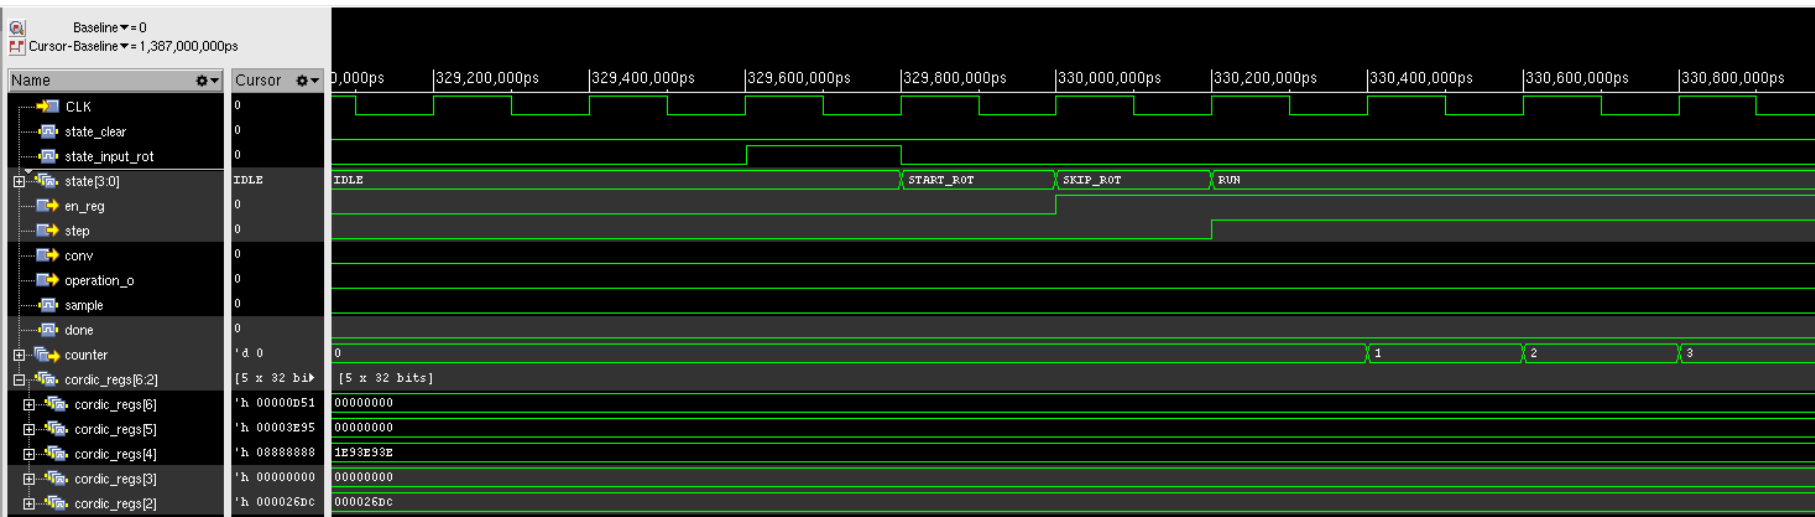 Baseline▼= 0
Cursor-Baseline▼= 1,387,000,000ps
Name Cursor 0,000ps 329,200,000ps 329,400,000ps 329,600,000ps 329,800,000ps 330,000,000ps 330,200,000ps 330,400,000ps 330,600,000ps 330,800,000ps
CLK 0
state_clear 0
state_input_rot 0
state[3:0] IDLE IDLE START_ROT SKIP_ROT RUN
en_reg 0
step 0
conv 0
operation_o 0
sample 0
done 0
counter 'd 0 0 1 2 3
cordic_regs[6:2] [5 x 32 bi [5 x 32 bits]
cordic_regs[6] 'h 00000D51 00000000
cordic_regs[5] 'h 00003E95 00000000
cordic_regs[4] 'h 08888888 1E93E93E
cordic_regs[3] 'h 00000000 00000000
cordic_regs[2] 'h 000026DC 000026DC